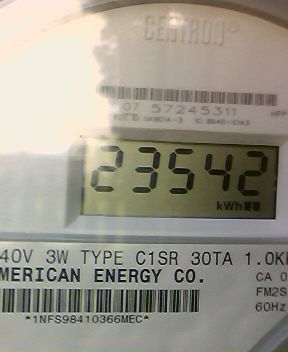 CENTRON®
07 57245311
23542
kWh
40V 3W TYPE C1SR 30TA 1.0K
MERICAN ENERGY CO.
CA 0
FM2S
60Hz
*1NFS98410366MEC*